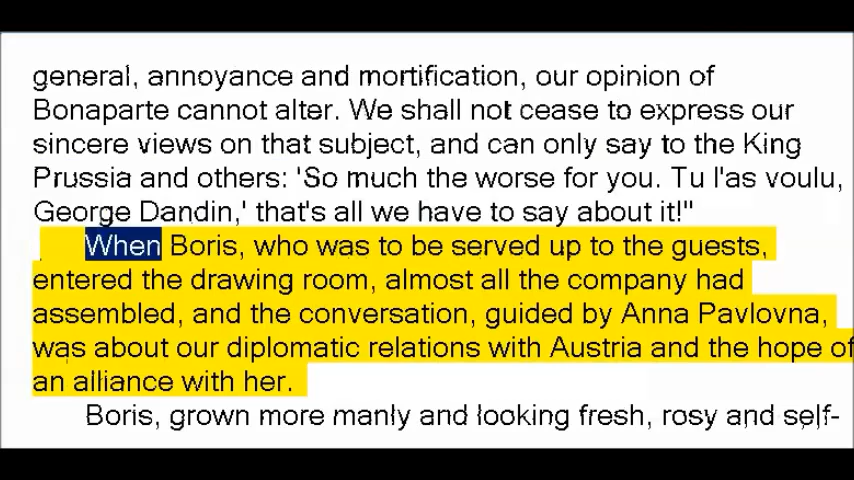 general, annoyance and mortification, our opinion of
Bonaparte cannot alter. We shall not cease to express our
sincere views on that subject, and can only say to the King
Prussia and others: 'So much the worse for you. Tu l'as voulu,
George Dandin,' that's all we have to say about it!"
When Boris, who was to be served up to the guests,
entered the drawing room, almost all the company had
assembled, and the conversation, guided by Anna Pavlovna,
was about our diplomatic relations with Austria and the hope of
an alliance with her.
Boris, grown more manly and looking fresh, rosy and self-